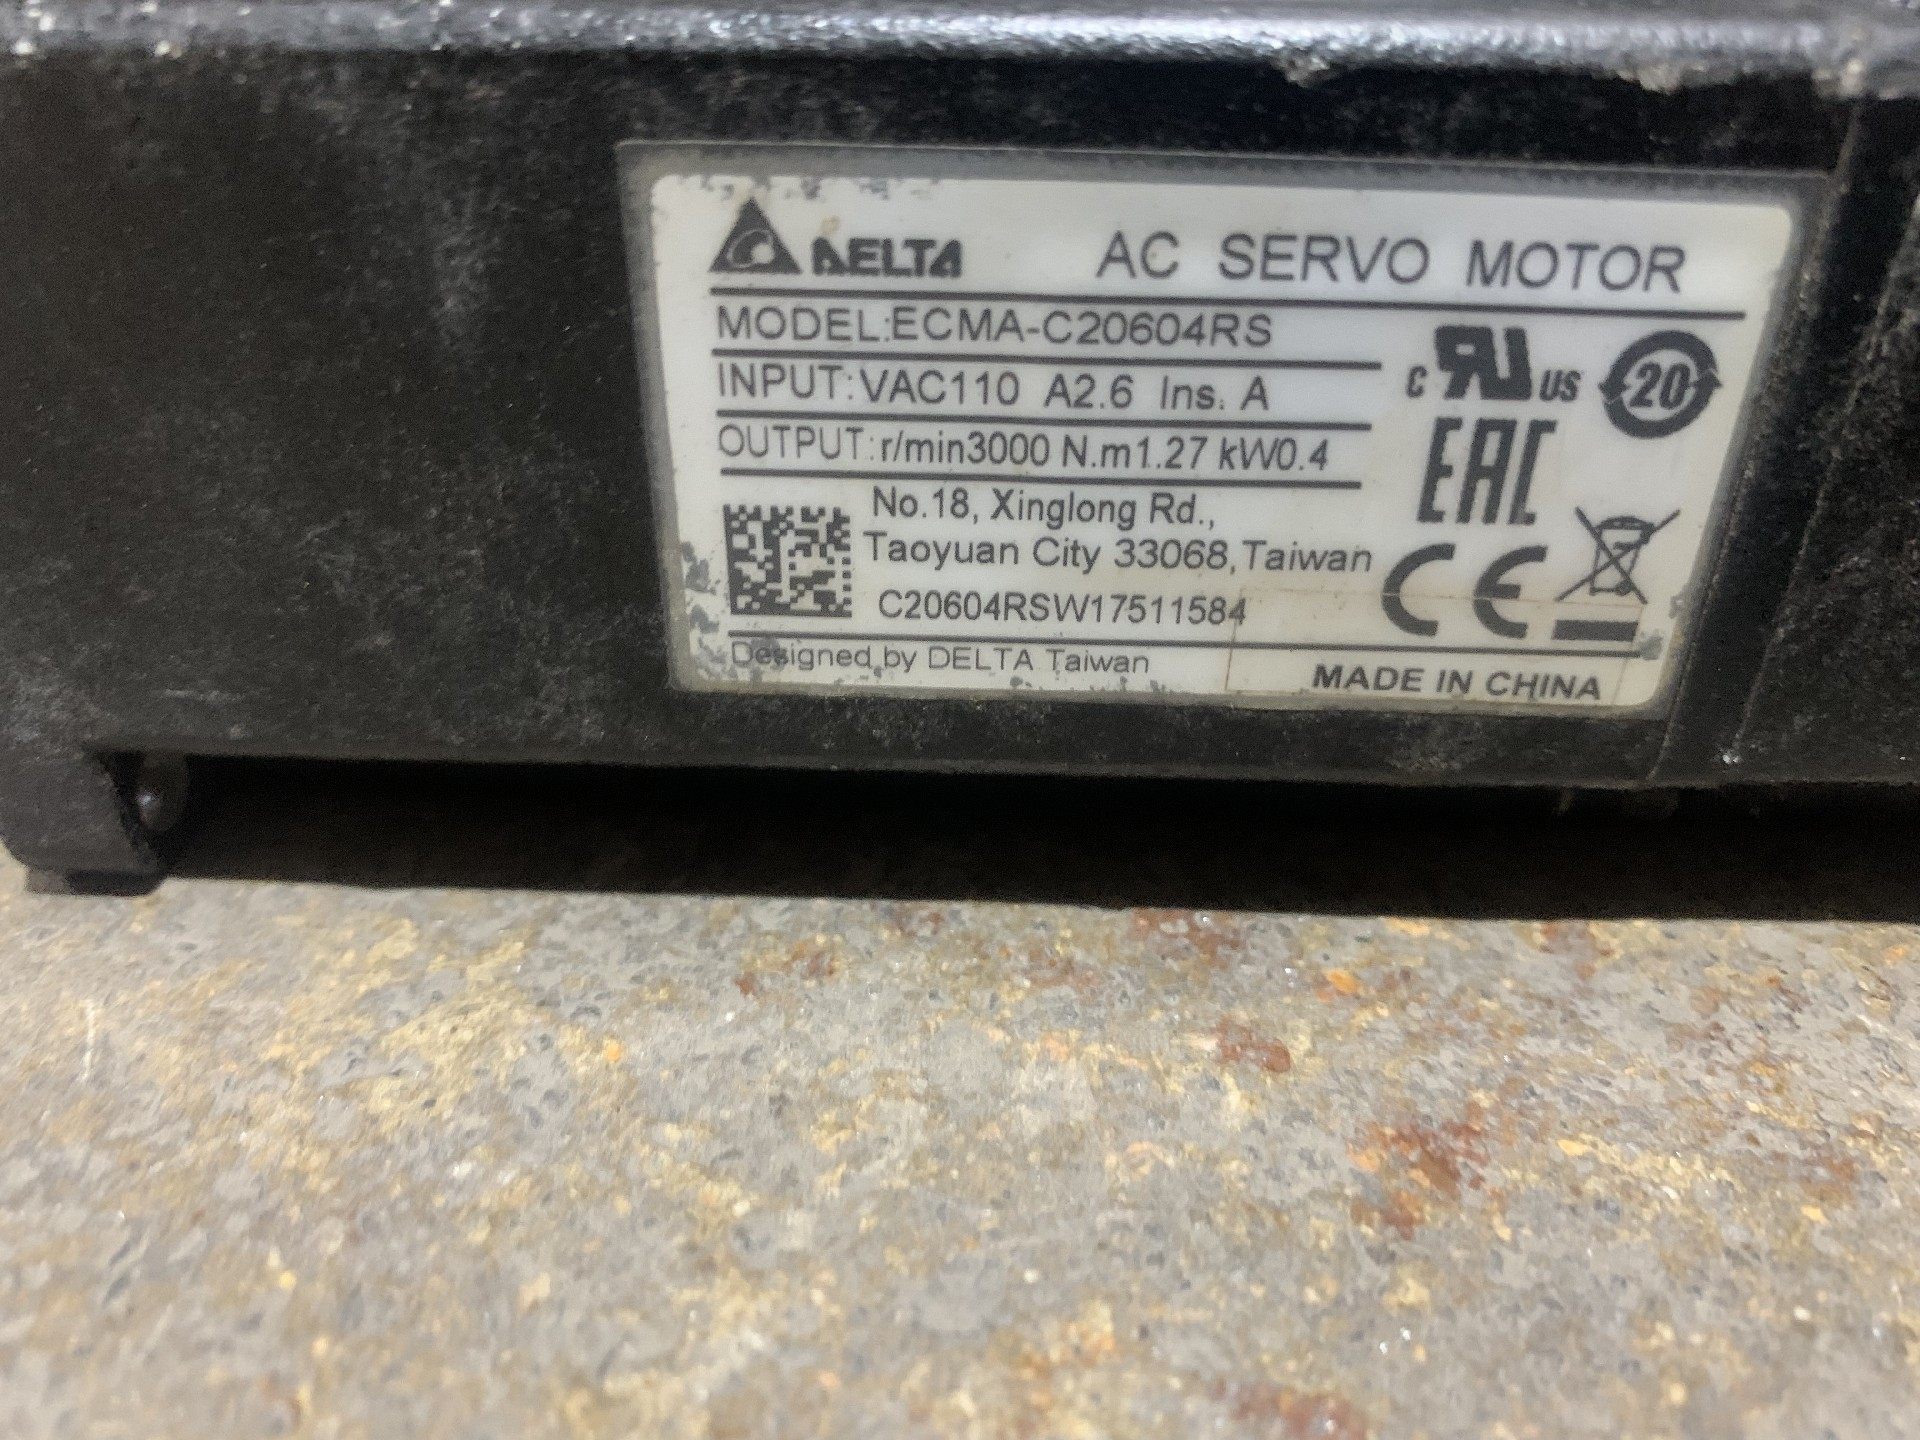 DELTA AC SERVO MOTOR
MODEL:ECMA-C20604RS
INPUT:VAC110 A2.6 Ins. A
OUTPUT:r/min3000 N.m1.27 kW0.4
c RU US 20
EAC
No.18, Xinglong Rd.,
Taoyuan City 33068,Taiwan
C20604RSW17511584
CE
Designed by DELTA Taiwan
MADE IN CHINA